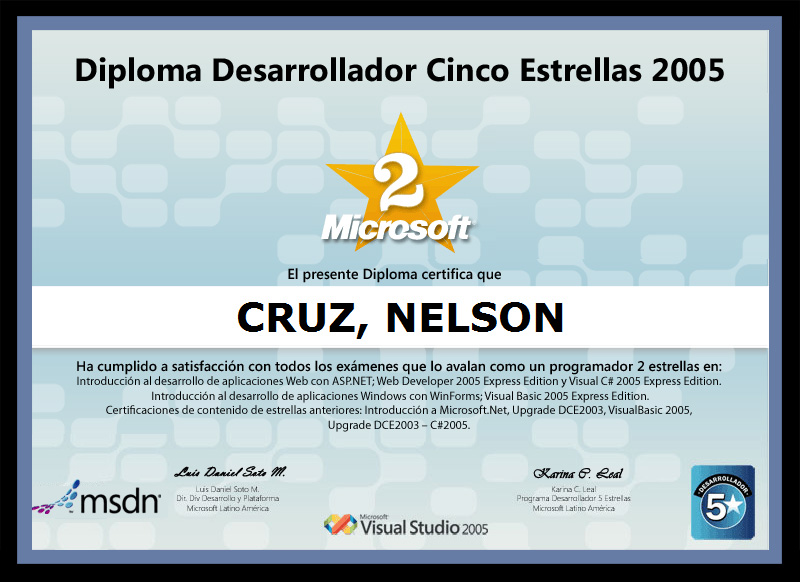 Diploma Desarrollador Cinco Estrellas 2005
2
Microsoft
El presente Diploma certifica que
CRUZ, NELSON
Ha cumplido a satisfacción con todos los exámenes que lo avalan como un programador 2 estrellas en:
Introducción al desarrollo de aplicaciones Web con ASP.NET; Web Developer 2005 Express Edition y Visual C# 2005 Express Edition.
Introducción al desarrollo de aplicaciones Windows con WinForms; Visual Basic 2005 Express Edition.
Certificaciones de contenido de estrellas anteriores: Introducción a Microsoft.Net, Upgrade DCE2003, VisualBasic 2005,
Upgrade DCE2003 – C#2005.
Luis Daniel Soto M.
Luis Daniel Soto M.
Dir. Div Desarrollo y Plataforma
Microsoft Latino América
Karina C. Leal
Karina C. Leal
Programa Desarrollador 5 Estrellas
Microsoft Latino América
msdn
Microsoft
Visual Studio 2005
DESARROLLADOR
5